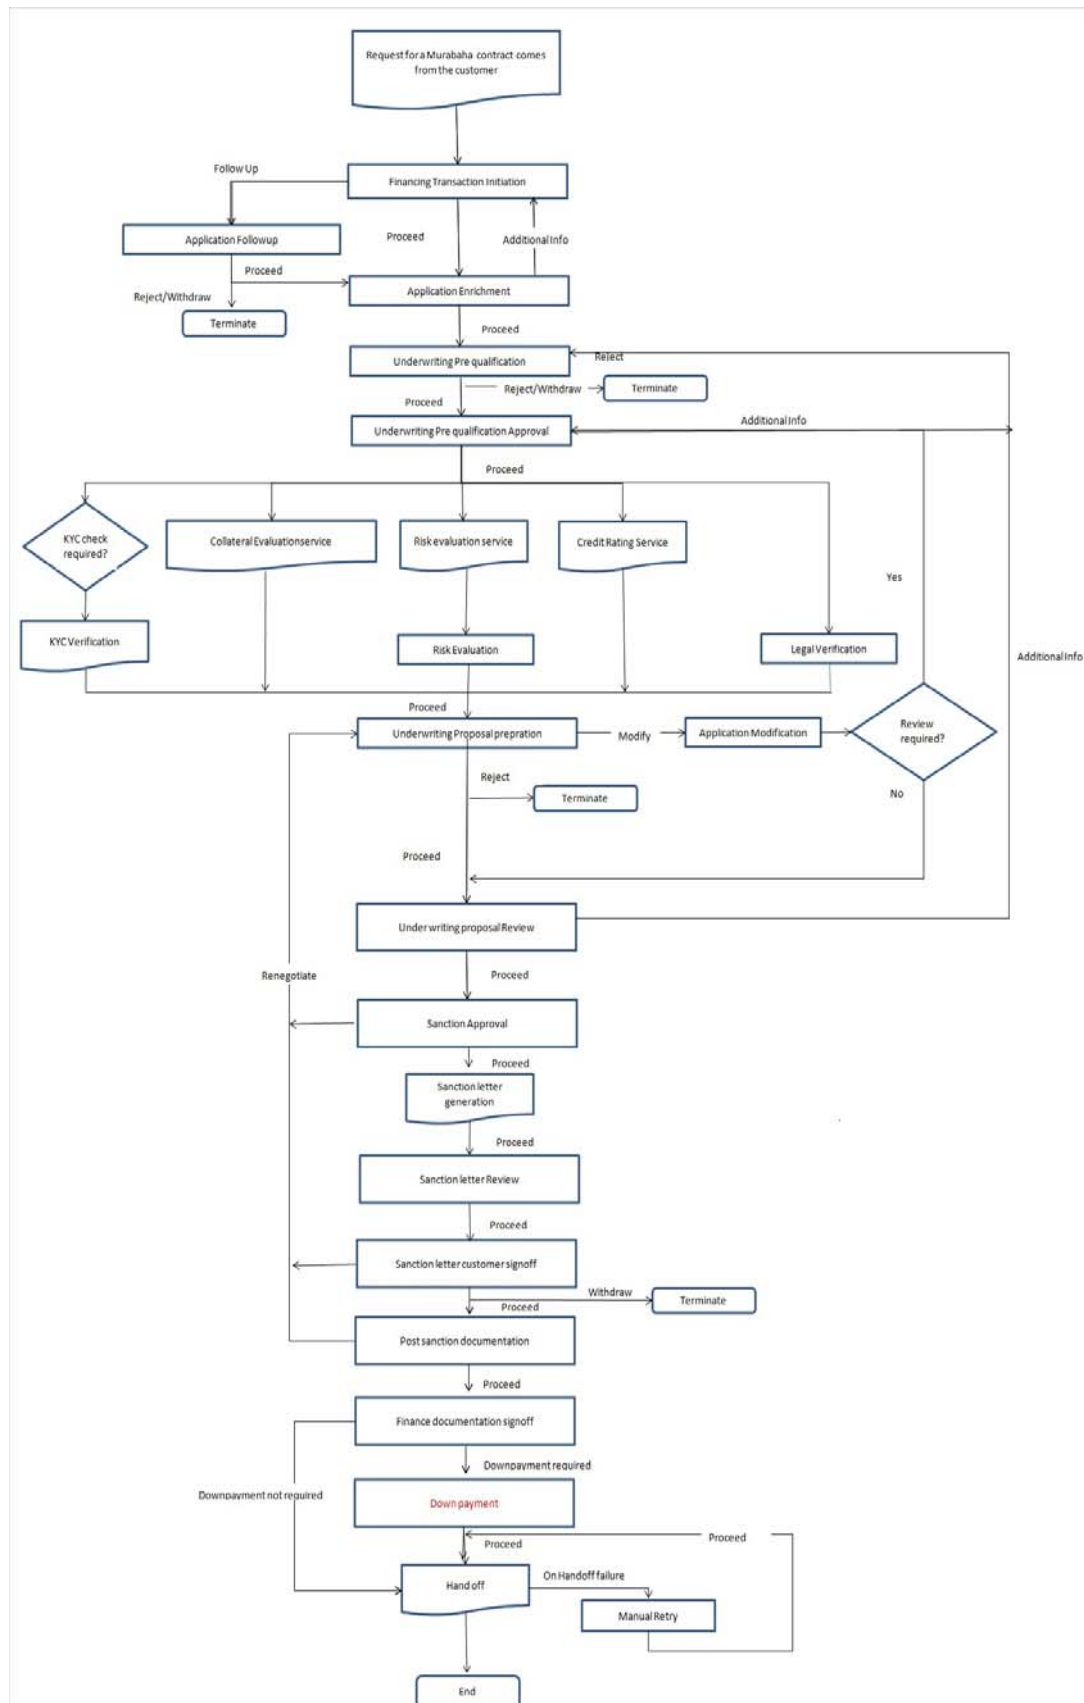 Request for a Murabaha contract comes
from the customer
Follow Up
Financing Transaction Initiation
Application Followup
Proceed
Additional Info
Proceed
Reject/Withdraw
Application Enrichment
Terminate
Proceed
Underwriting Pre qualification
Reject
Reject/Withdraw
Terminate
Proceed
Additional Info
Underwriting Pre qualification Approval
Proceed
KYC check
required?
Collateral Evaluation service
Risk evaluation service
Credit Rating Service
Yes
KYC Verification
Risk Evaluation
Legal Verification
Additional Info
Proceed
Underwriting Proposal prepration
Modify
Application Modification
Review
required?
Reject
Terminate
No
Proceed
Under writing proposal Review
Renegotiate
Proceed
Sanction Approval
Proceed
Sanction letter
generation
Proceed
Sanction letter Review
Proceed
Sanction letter customer signoff
Withdraw
Terminate
Proceed
Post sanction documentation
Proceed
Finance documentation signoff
Downpayment required
Downpayment not required
Down payment
Proceed
Proceed
Hand off
On Handoff failure
Manual Retry
End